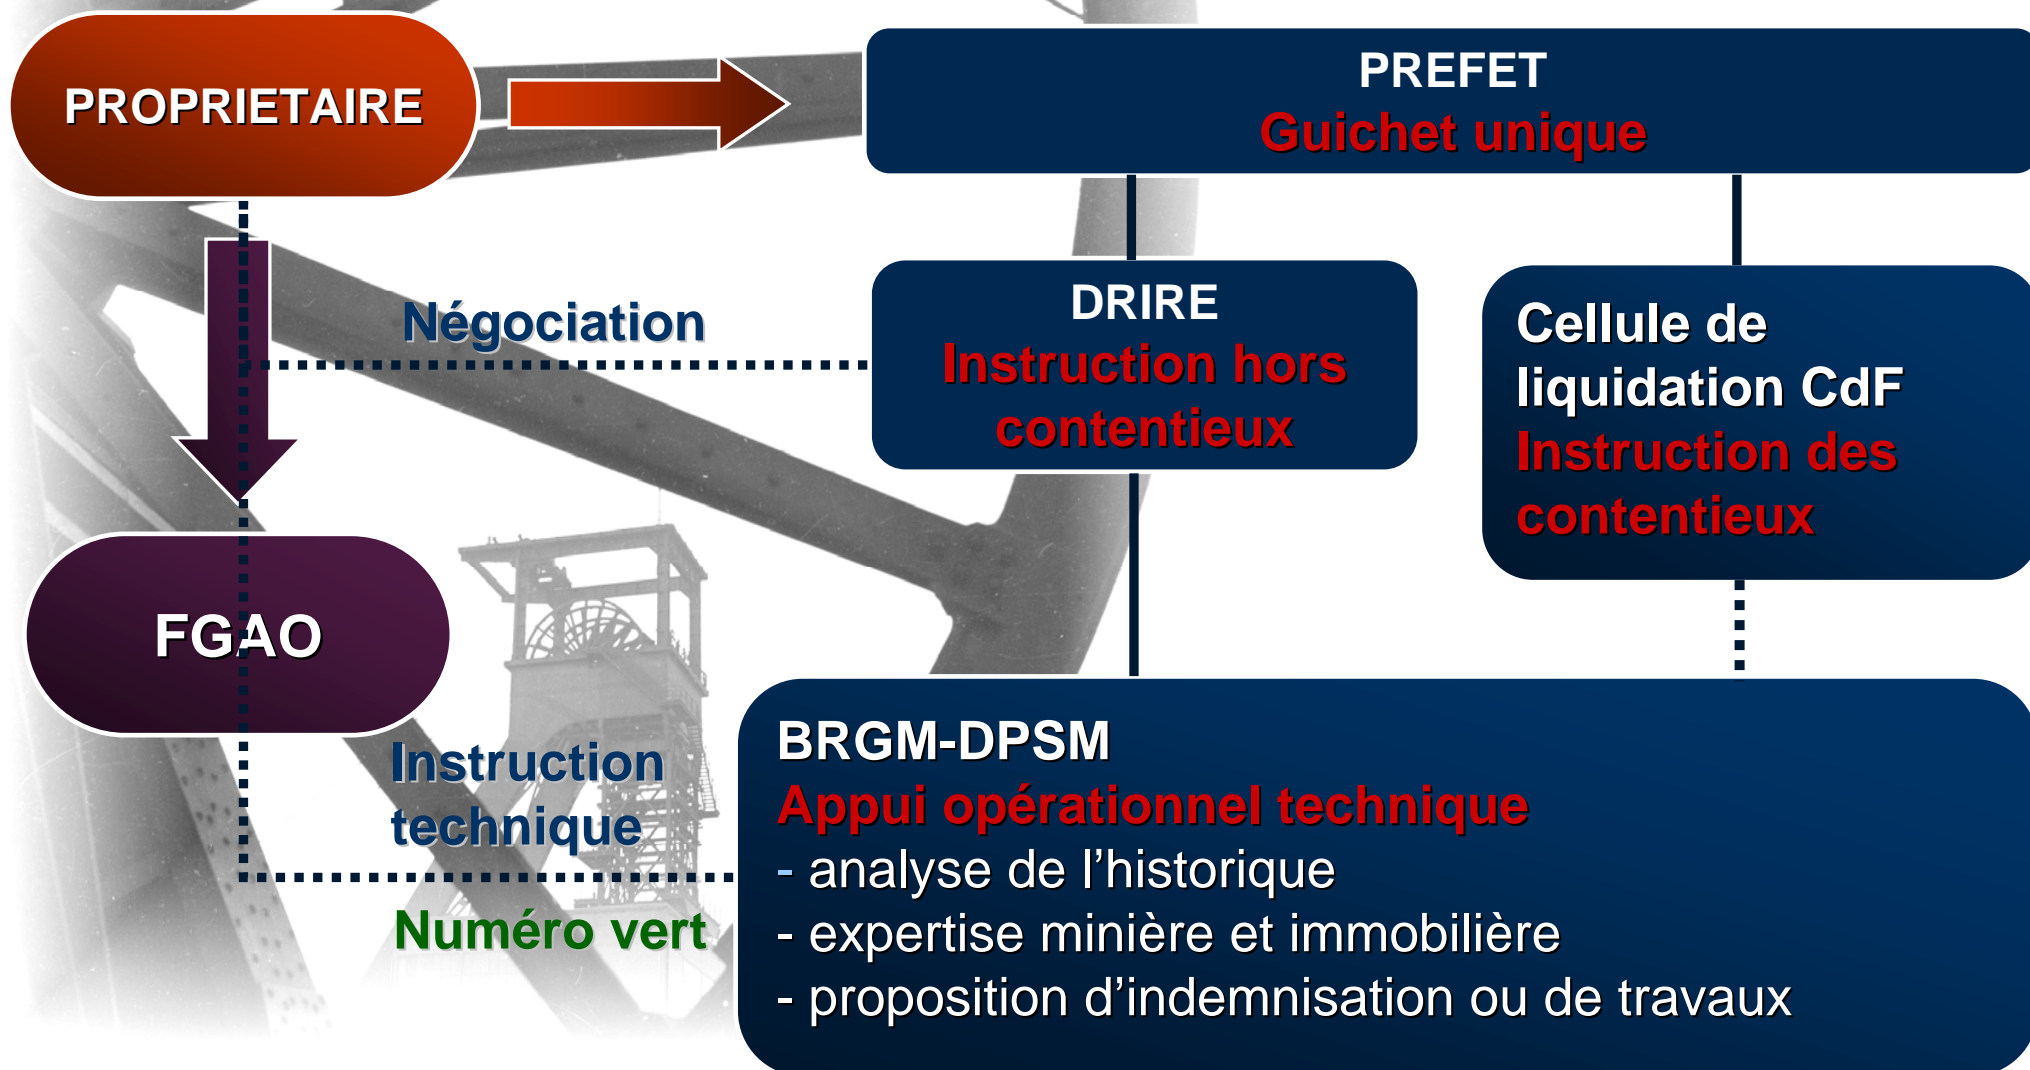 PROPRIETAIRE
PREFET
Guichet unique
Négociation
DRIRE
Instruction hors
contentieux
Cellule de
liquidation CdF
Instruction des
contentieux
FGAO
Instruction
technique
Numéro vert
BRGM-DPSM
Appui opérationnel technique
- analyse de l’historique
- expertise minière et immobilière
- proposition d’indemnisation ou de travaux